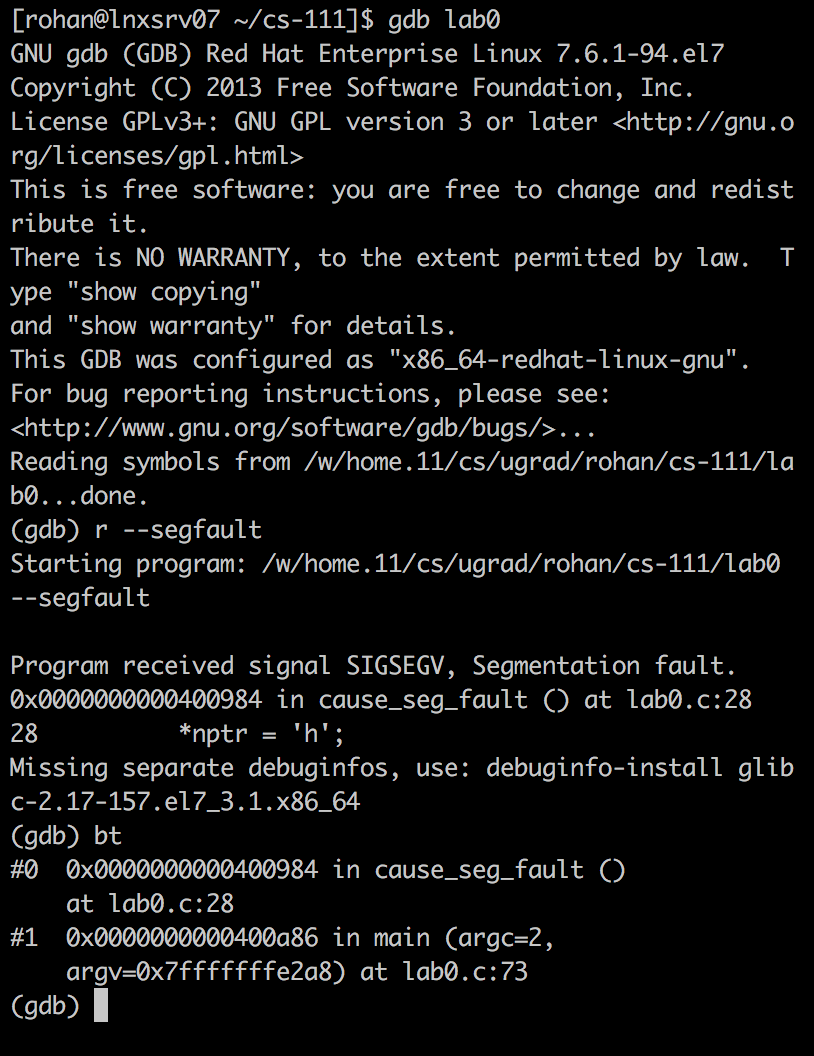 [rohan@lnxsrv07 ~/cs-111]$ gdb lab0
GNU gdb (GDB) Red Hat Enterprise Linux 7.6.1-94.el7
Copyright (C) 2013 Free Software Foundation, Inc.
License GPLv3+: GNU GPL version 3 or later <http://gnu.o
rg/licenses/gpl.html>
This is free software: you are free to change and redist
ribute it.
There is NO WARRANTY, to the extent permitted by law.  T
ype "show copying"
and "show warranty" for details.
This GDB was configured as "x86_64-redhat-linux-gnu".
For bug reporting instructions, please see:
<http://www.gnu.org/software/gdb/bugs/>...
Reading symbols from /w/home.11/cs/ugrad/rohan/cs-111/la
b0...done.
(gdb) r --segfault
Starting program: /w/home.11/cs/ugrad/rohan/cs-111/lab0
--segfault
Program received signal SIGSEGV, Segmentation fault.
0x0000000000400984 in cause_seg_fault () at lab0.c:28
28          *nptr = 'h';
Missing separate debuginfos, use: debuginfo-install glib
c-2.17-157.el7_3.1.x86_64
(gdb) bt
#0  0x0000000000400984 in cause_seg_fault ()
    at lab0.c:28
#1  0x0000000000400a86 in main (argc=2,
    argv=0x7fffffffe2a8) at lab0.c:73
(gdb)